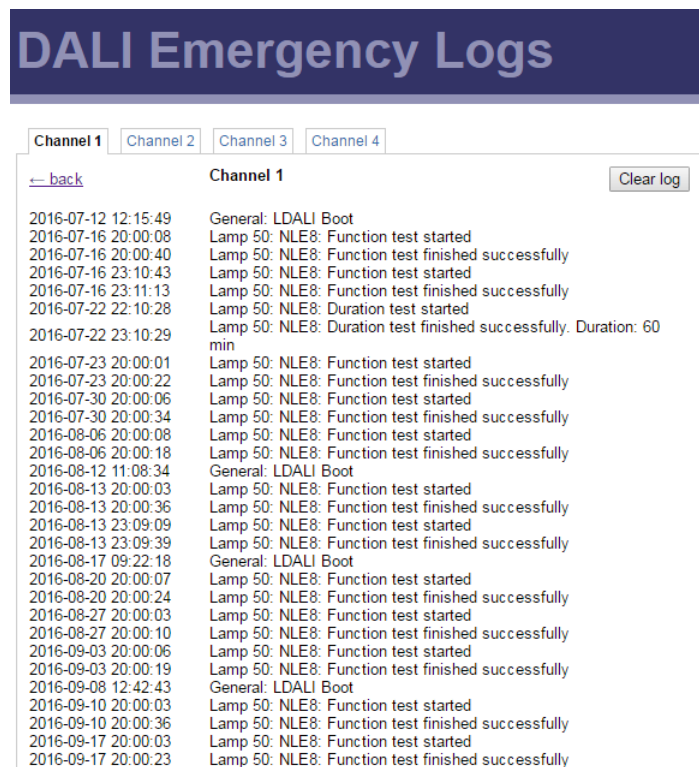 DALI Emergency Logs
Channel 1 Channel 2 Channel 3 Channel 4
← back Channel 1 Clear log
2016-07-12 12:15:49 General: LDALI Boot
2016-07-16 20:00:08 Lamp 50: NLE8: Function test started
2016-07-16 20:00:40 Lamp 50: NLE8: Function test finished successfully
2016-07-16 23:10:43 Lamp 50: NLE8: Function test started
2016-07-16 23:11:13 Lamp 50: NLE8: Function test finished successfully
2016-07-22 22:10:28 Lamp 50: NLE8: Duration test started
2016-07-22 23:10:29 Lamp 50: NLE8: Duration test finished successfully. Duration: 60
min
2016-07-23 20:00:01 Lamp 50: NLE8: Function test started
2016-07-23 20:00:22 Lamp 50: NLE8: Function test finished successfully
2016-07-30 20:00:06 Lamp 50: NLE8: Function test started
2016-07-30 20:00:34 Lamp 50: NLE8: Function test finished successfully
2016-08-06 20:00:08 Lamp 50: NLE8: Function test started
2016-08-06 20:00:18 Lamp 50: NLE8: Function test finished successfully
2016-08-12 11:08:34 General: LDALI Boot
2016-08-13 20:00:03 Lamp 50: NLE8: Function test started
2016-08-13 20:00:36 Lamp 50: NLE8: Function test finished successfully
2016-08-13 23:09:09 Lamp 50: NLE8: Function test started
2016-08-13 23:09:39 Lamp 50: NLE8: Function test finished successfully
2016-08-17 09:22:18 General: LDALI Boot
2016-08-20 20:00:07 Lamp 50: NLE8: Function test started
2016-08-20 20:00:24 Lamp 50: NLE8: Function test finished successfully
2016-08-27 20:00:03 Lamp 50: NLE8: Function test started
2016-08-27 20:00:10 Lamp 50: NLE8: Function test finished successfully
2016-09-03 20:00:06 Lamp 50: NLE8: Function test started
2016-09-03 20:00:19 Lamp 50: NLE8: Function test finished successfully
2016-09-08 12:42:43 General: LDALI Boot
2016-09-10 20:00:03 Lamp 50: NLE8: Function test started
2016-09-10 20:00:36 Lamp 50: NLE8: Function test finished successfully
2016-09-17 20:00:03 Lamp 50: NLE8: Function test started
2016-09-17 20:00:23 Lamp 50: NLE8: Function test finished successfully